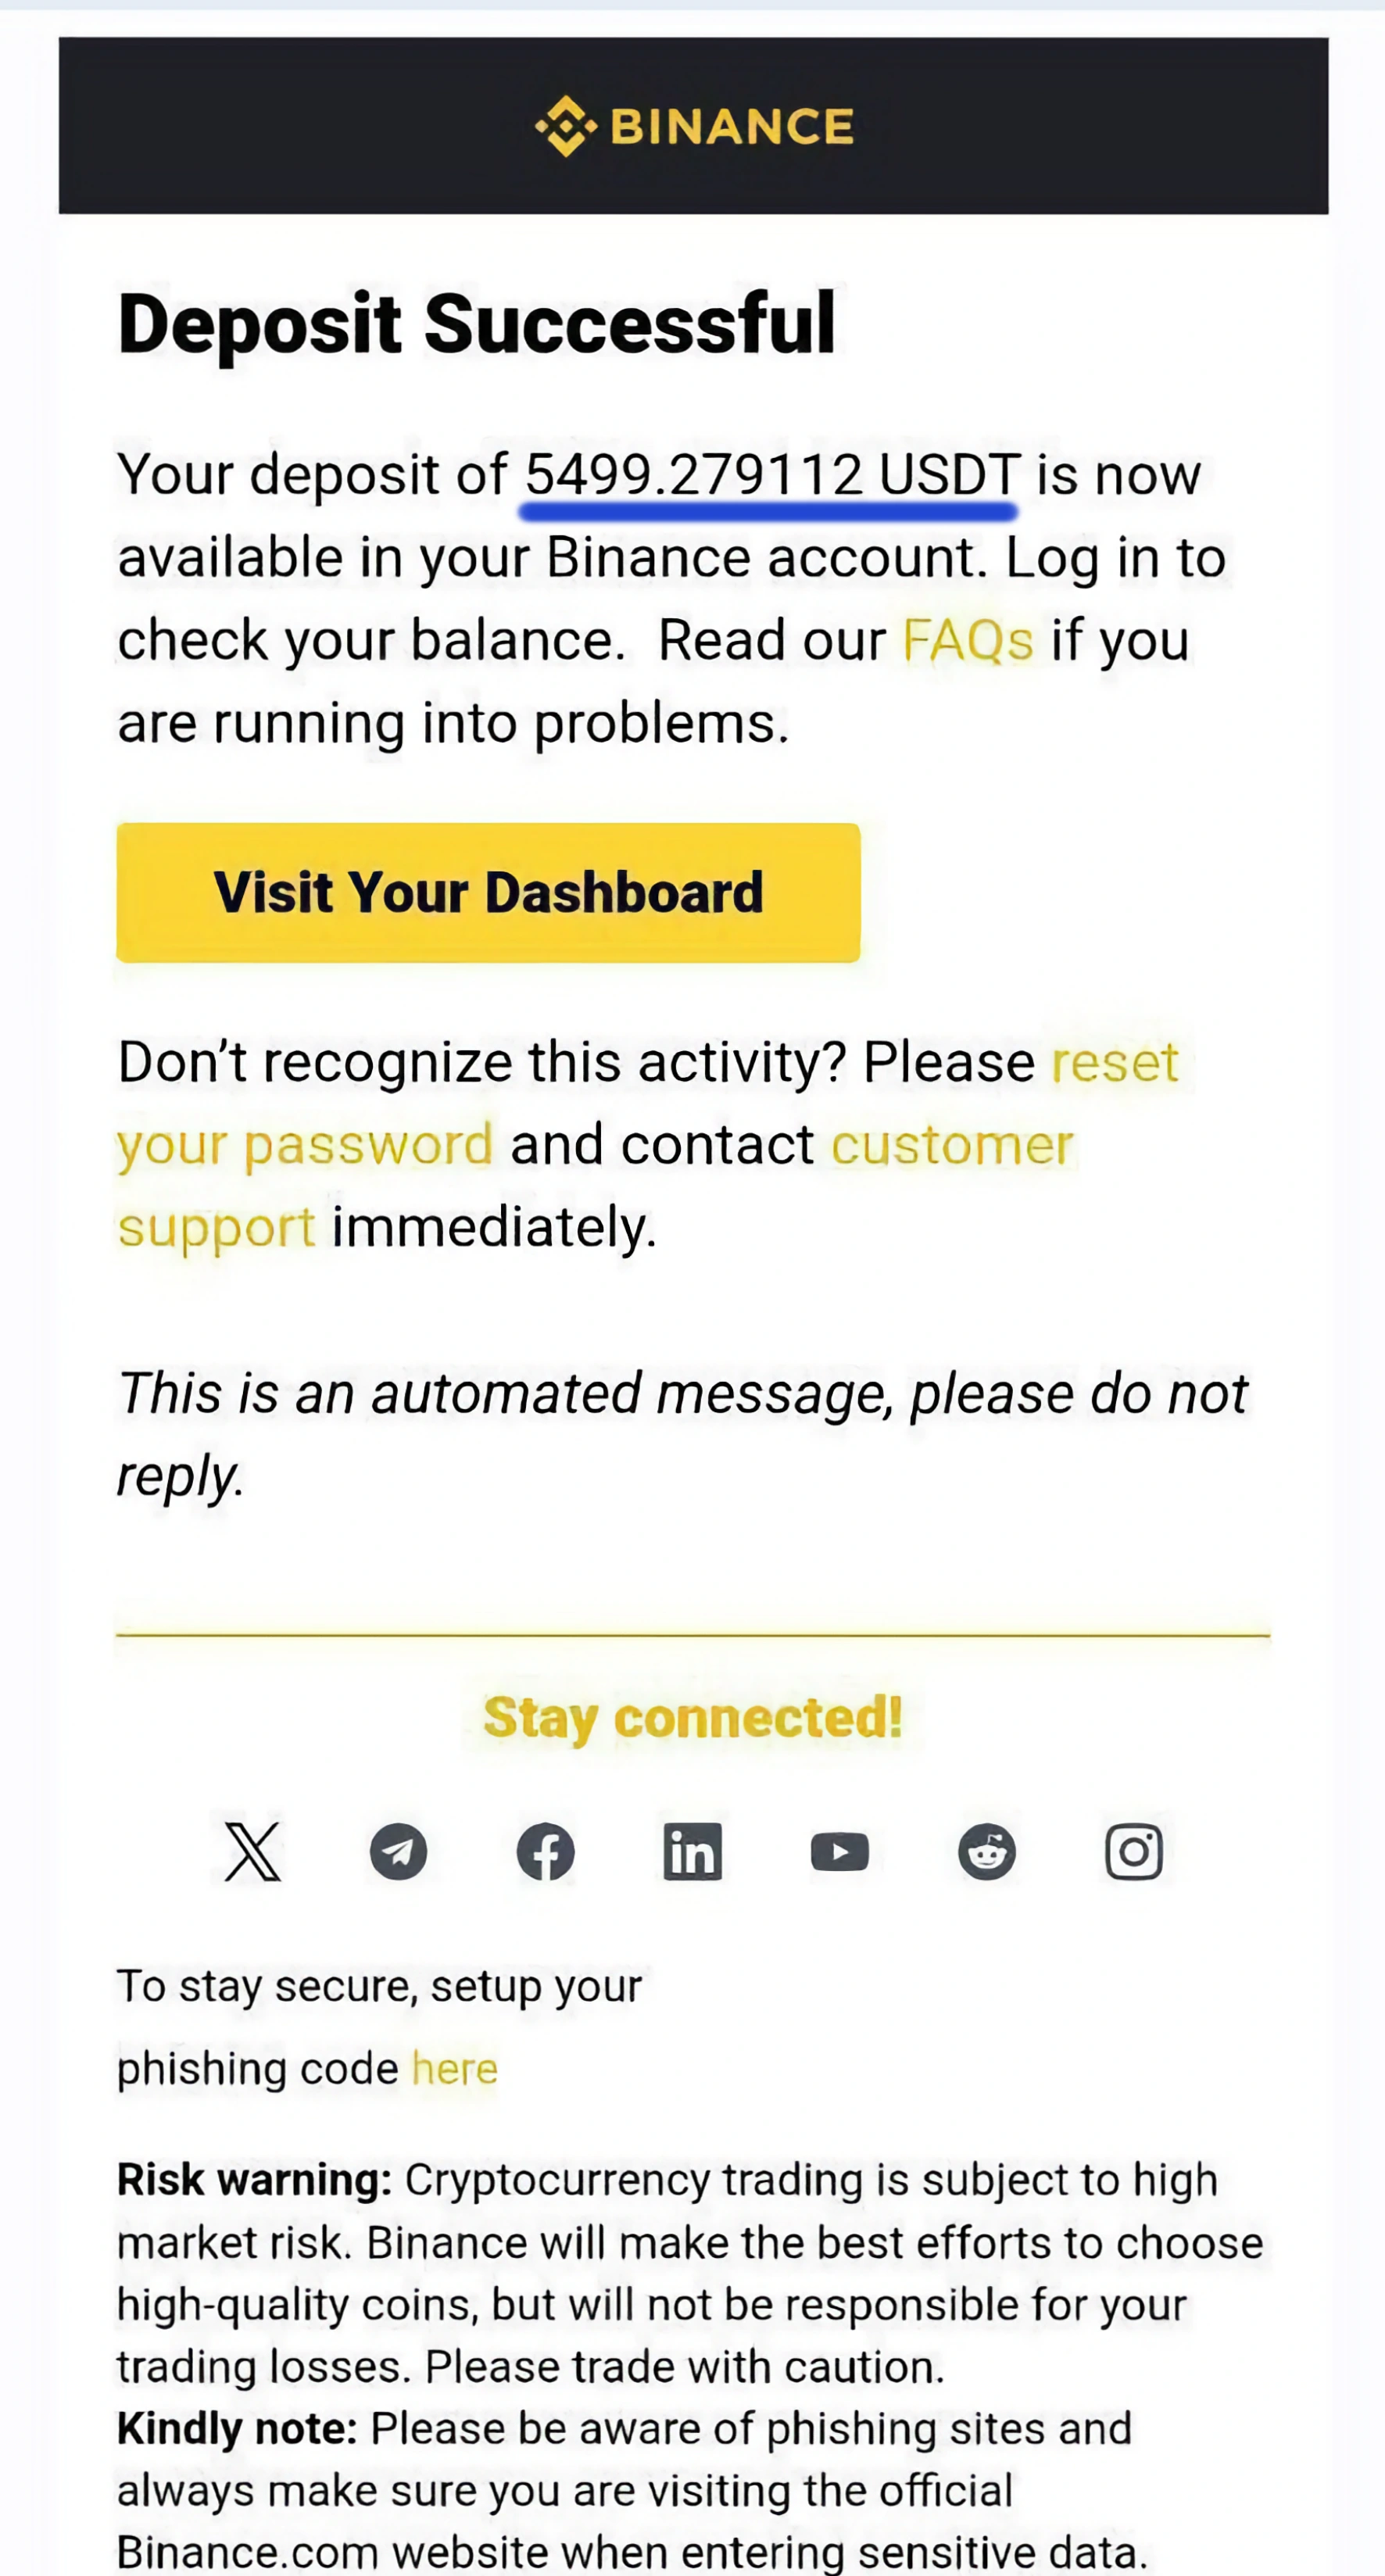 BINANCE
Deposit Successful
Your deposit of 5499.279112 USDT is now
available in your Binance account. Log in to
check your balance.  Read our FAQs if you
are running into problems.
Visit Your Dashboard
Don’t recognize this activity? Please reset
your password and contact customer
support immediately.
This is an automated message, please do not
reply.
Stay connected!
To stay secure, setup your
phishing code here
Risk warning: Cryptocurrency trading is subject to high
market risk. Binance will make the best efforts to choose
high-quality coins, but will not be responsible for your
trading losses. Please trade with caution.
Kindly note: Please be aware of phishing sites and
always make sure you are visiting the official
Binance.com website when entering sensitive data.